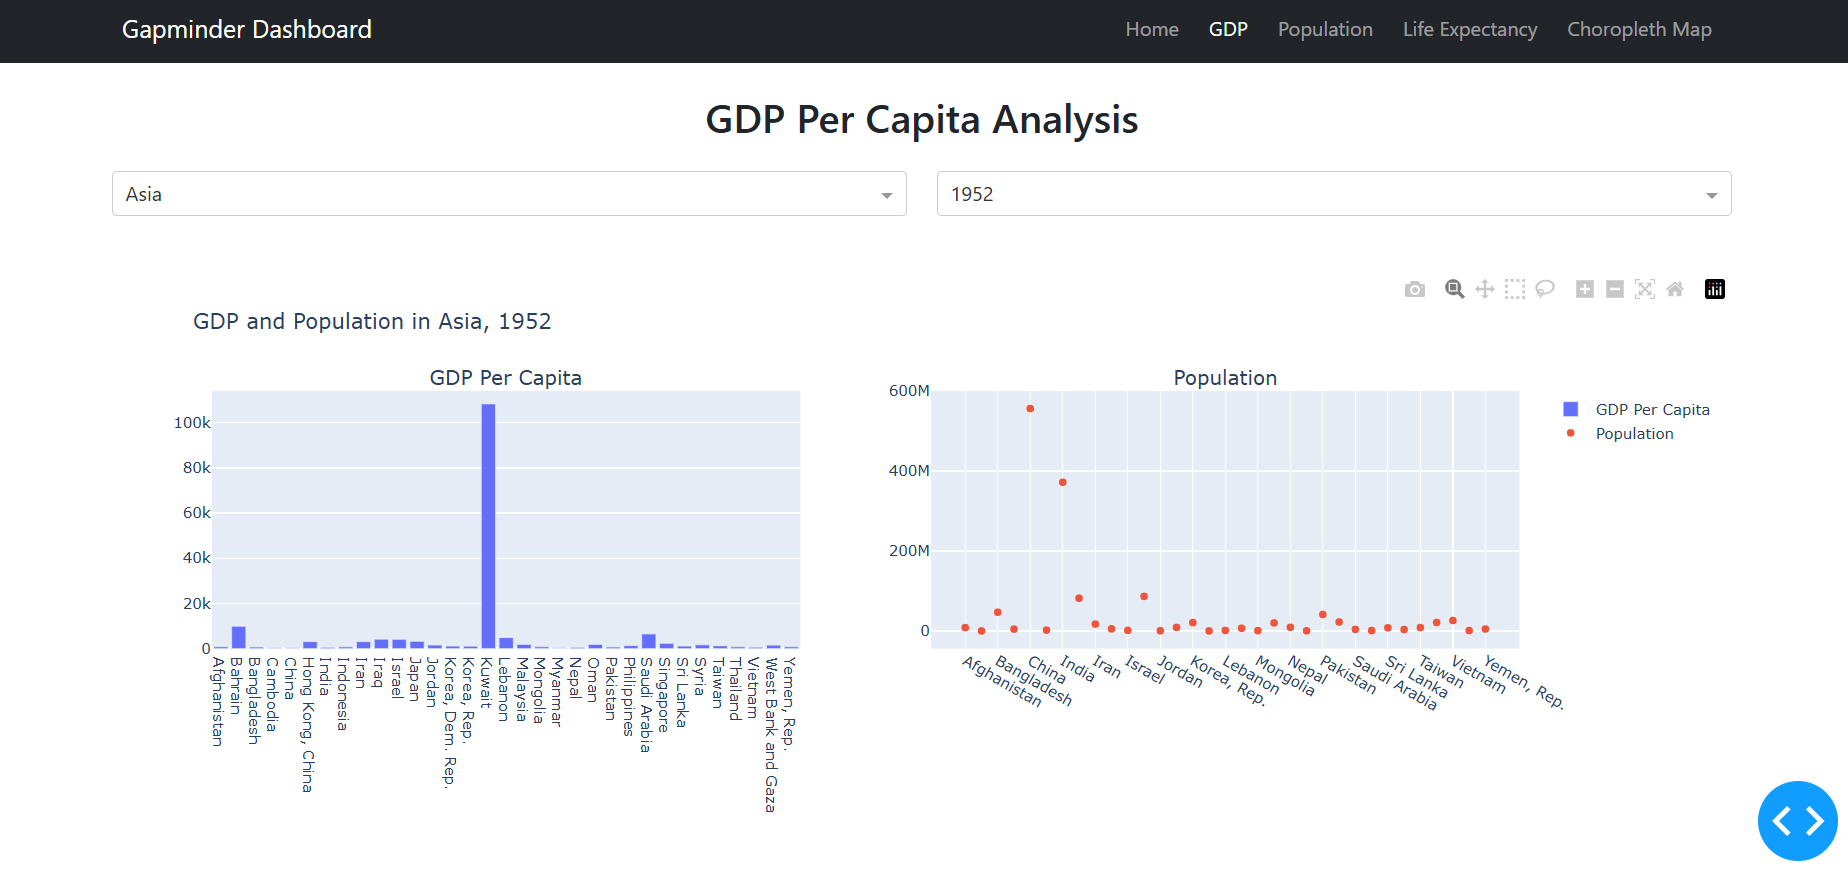 Gapminder Dashboard
Home GDP Population Life Expectancy Choropleth Map
GDP Per Capita Analysis
Asia
1952
GDP and Population in Asia, 1952
GDP Per Capita
100k
80k
60k
40k
20k
0
Afghanistan
Bahrain
Bangladesh
Cambodia
China
Hong Kong, China
India
Indonesia
Iran
Iraq
Israel
Japan
Jordan
Korea, Dem. Rep.
Korea, Rep.
Kuwait
Lebanon
Malaysia
Mongolia
Myanmar
Nepal
Oman
Pakistan
Philippines
Saudi Arabia
Singapore
Sri Lanka
Syria
Taiwan
Thailand
Vietnam
West Bank and Gaza
Yemen, Rep.
Population
600M
400M
200M
0
Afghanistan
Bangladesh
China
India
Iran
Israel
Jordan
Korea, Rep.
Lebanon
Mongolia
Nepal
Pakistan
Saudi Arabia
Sri Lanka
Taiwan
Vietnam
Yemen, Rep.
GDP Per Capita
Population